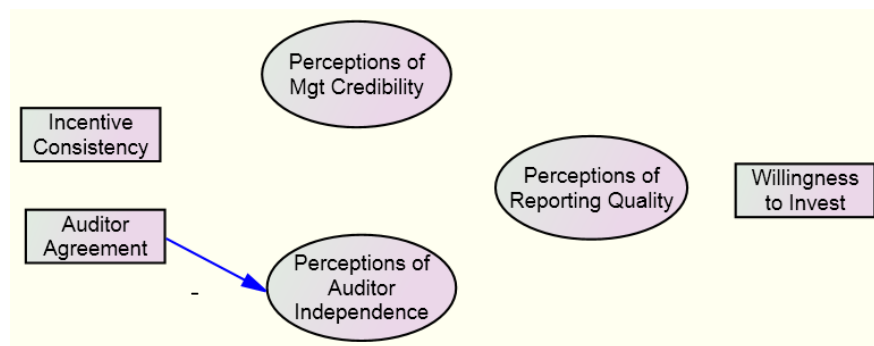 Perceptions of
Mgt Credibility
Incentive
Consistency
Perceptions of
Reporting Quality
Willingness
to Invest
Auditor
Agreement
-
Perceptions of
Auditor
Independence